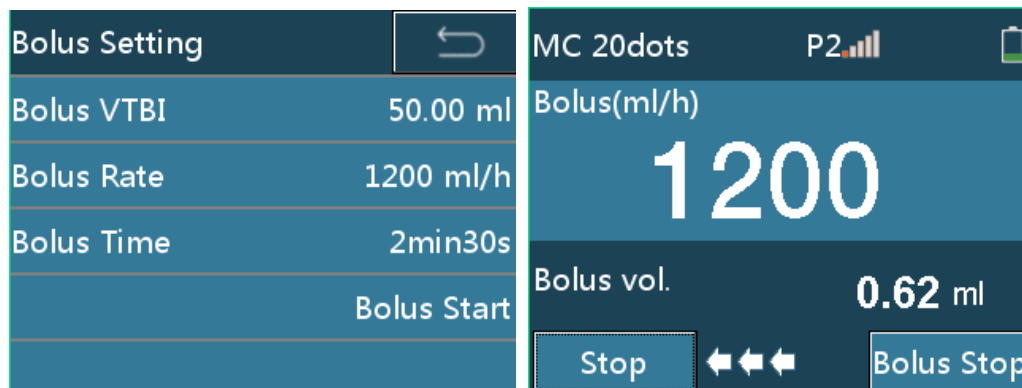 Bolus Setting
Bolus VTBI 50.00 ml
Bolus Rate 1200 ml/h
Bolus Time 2min30s
Bolus Start
MC 20dots P2
Bolus(ml/h)
1200
Bolus vol. 0.62 ml
Stop Bolus Stop